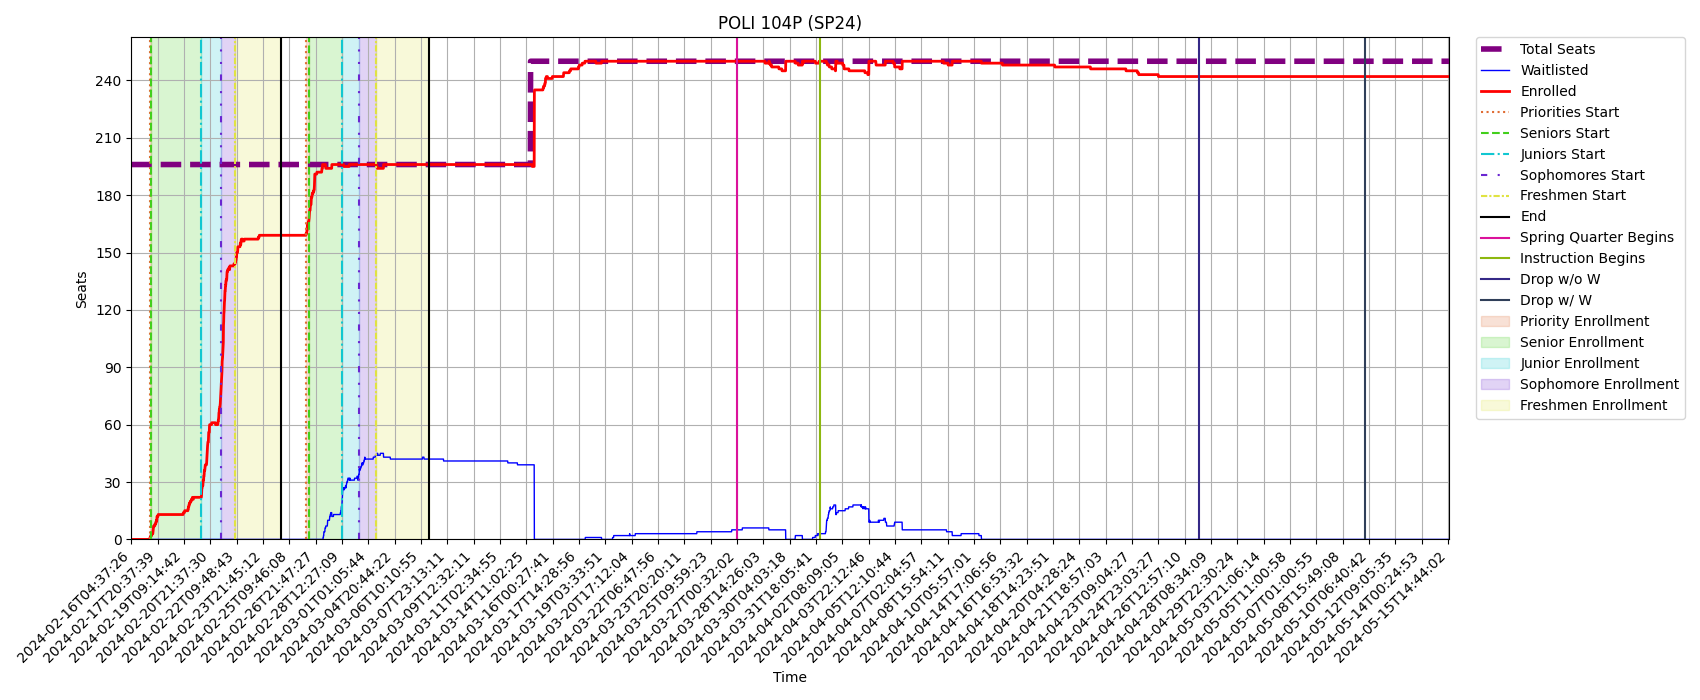 POLI 104P (SP24)
Seats
240
210
180
150
120
90
60
30
0
2024-02-16T04:37:26
2024-02-17T20:37:39
2024-02-19T09:14:42
2024-02-20T21:37:30
2024-02-22T09:48:43
2024-02-23T21:45:12
2024-02-25T09:46:08
2024-02-26T21:47:27
2024-02-28T12:27:09
2024-03-01T01:05:44
2024-03-04T20:44:22
2024-03-06T10:10:55
2024-03-07T23:13:11
2024-03-09T12:32:11
2024-03-11T02:34:55
2024-03-14T11:02:25
2024-03-16T00:27:41
2024-03-17T14:28:56
2024-03-19T03:33:51
2024-03-20T17:12:04
2024-03-22T06:47:56
2024-03-23T20:20:11
2024-03-25T09:59:23
2024-03-27T00:32:02
2024-03-28T14:26:03
2024-03-30T04:03:18
2024-03-31T18:05:41
2024-04-02T08:09:05
2024-04-03T22:12:46
2024-04-05T12:10:44
2024-04-07T02:04:57
2024-04-08T15:54:11
2024-04-10T05:57:01
2024-04-14T17:06:56
2024-04-16T16:53:32
2024-04-18T14:23:51
2024-04-20T04:28:24
2024-04-21T18:57:03
2024-04-23T09:04:27
2024-04-24T23:03:27
2024-04-26T12:57:10
2024-04-28T08:34:09
2024-04-29T22:30:24
2024-05-03T21:06:14
2024-05-05T11:00:58
2024-05-07T01:00:55
2024-05-08T15:49:08
2024-05-10T06:40:42
2024-05-12T09:05:35
2024-05-14T00:24:53
2024-05-15T14:44:02
Time
Total Seats
Waitlisted
Enrolled
Priorities Start
Seniors Start
Juniors Start
Sophomores Start
Freshmen Start
End
Spring Quarter Begins
Instruction Begins
Drop w/o W
Drop w/ W
Priority Enrollment
Senior Enrollment
Junior Enrollment
Sophomore Enrollment
Freshmen Enrollment